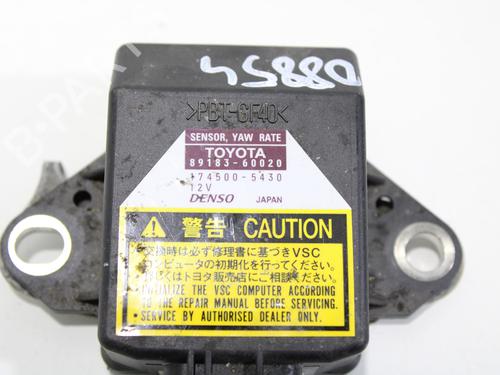 45880
>PBT-GF40<
SENSOR, YAW RATE
TOYOTA
89183-60020
174500-5430
12V
DENSO JAPAN
警告 CAUTION
・交換時は必ず修理書に基づきVSC
コンピュータの初期化を行ってください。
・詳しくはトヨタ販売店にご相談ください。
・INITIALIZE THE VSC COMPUTER ACCORDING
TO THE REPAIR MANUAL BEFORE SERVICING.
・SERVICE BY AUTHORISED DEALER ONLY.